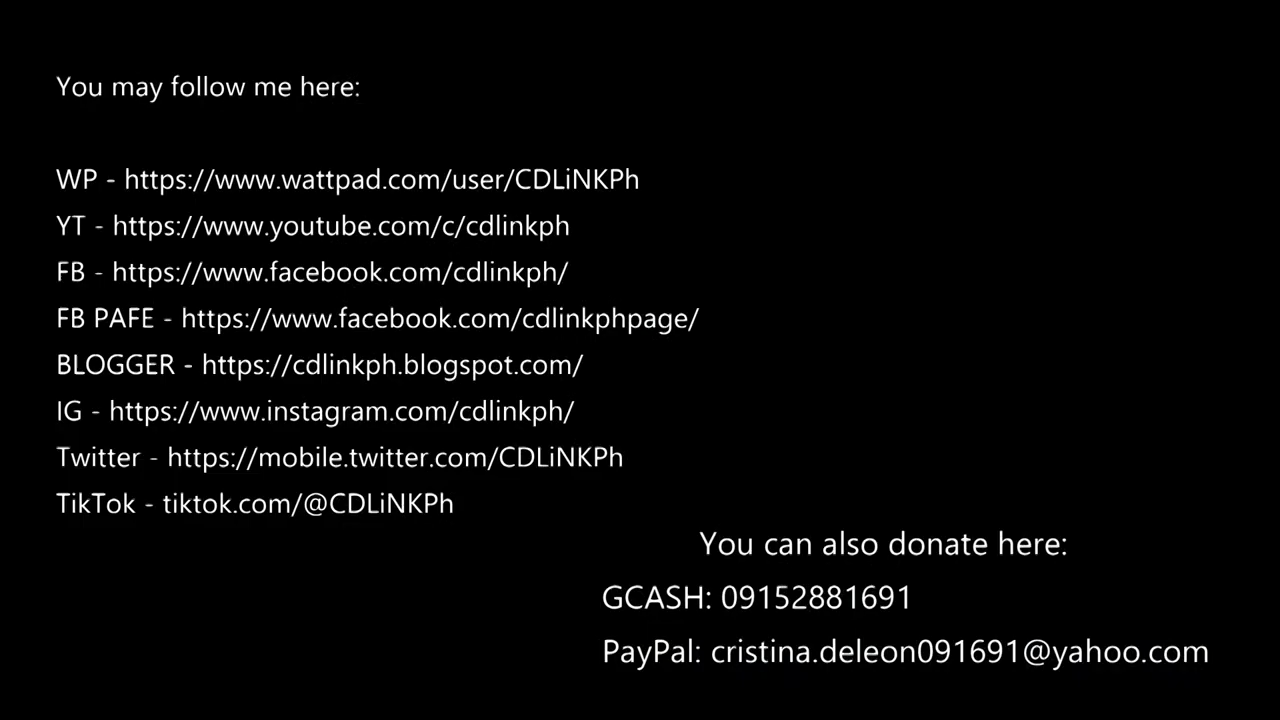 You may follow me here:
WP - https://www.wattpad.com/user/CDLiNKPh
YT - https://www.youtube.com/c/cdlinkph
FB - https://www.facebook.com/cdlinkph/
FB PAFE - https://www.facebook.com/cdlinkphpage/
BLOGGER - https://cdlinkph.blogspot.com/
IG - https://www.instagram.com/cdlinkph/
Twitter - https://mobile.twitter.com/CDLiNKPh
TikTok - tiktok.com/@CDLiNKPh
You can also donate here:
GCASH: 09152881691
PayPal: cristina.deleon091691@yahoo.com